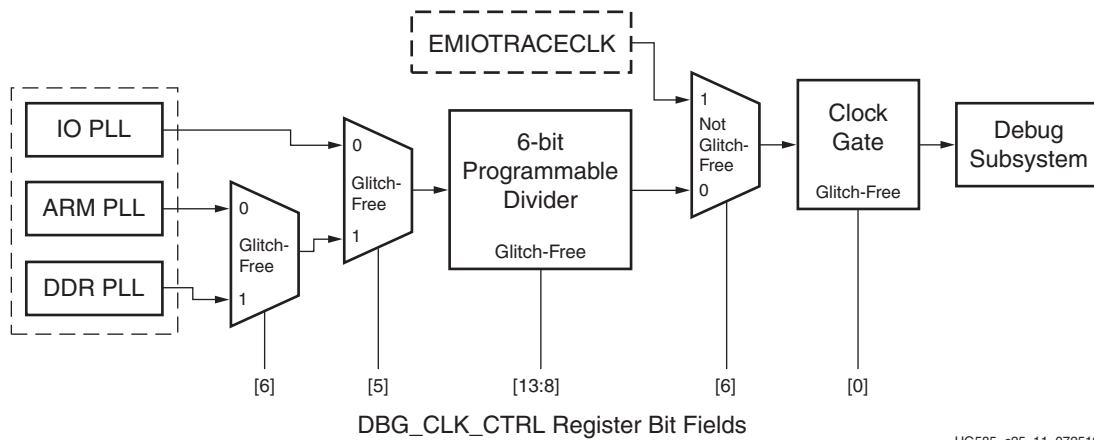 EMIOTRACECLK
IO PLL
ARM PLL
DDR PLL
0
Glitch-
Free
1
0
Glitch-
Free
1
6-bit
Programmable
Divider
Glitch-Free
1
Not
Glitch-
Free
0
Clock
Gate
Glitch-Free
Debug
Subsystem
[6]
[5]
[13:8]
[6]
[0]
DBG_CLK_CTRL Register Bit Fields